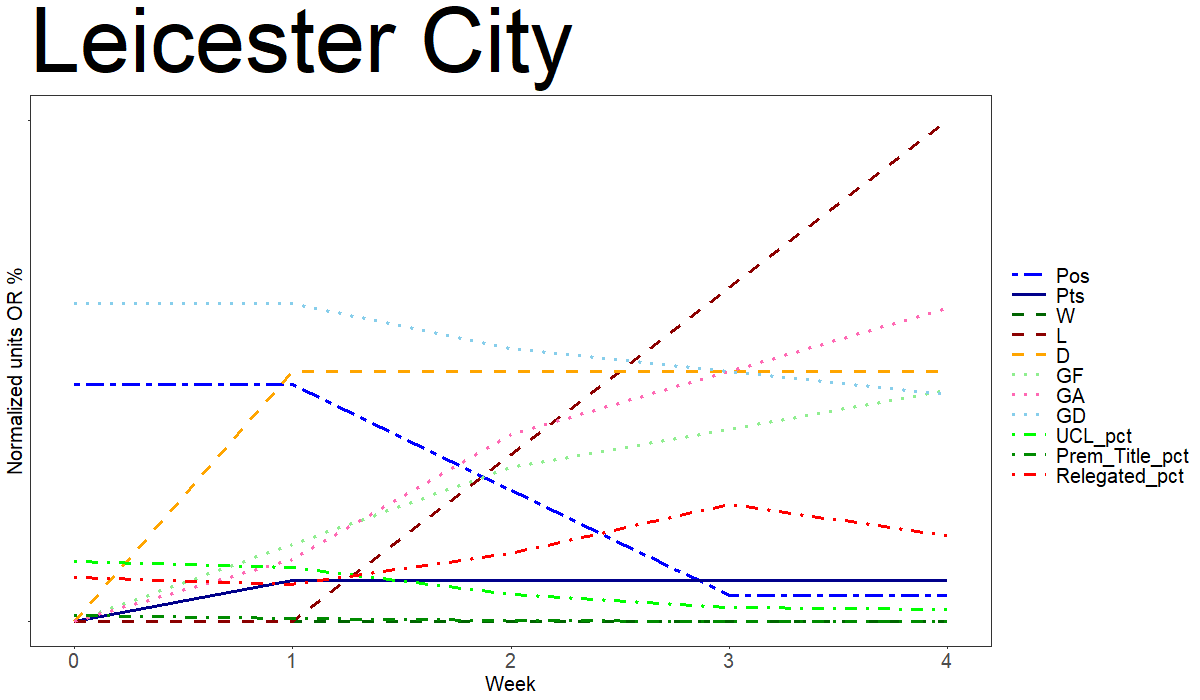 Leicester City
Normalized units OR %
Pos
Pts
W
L
D
GF
GA
GD
UCL_pct
Prem_Title_pct
Relegated_pct
0 1 2 3 4
Week